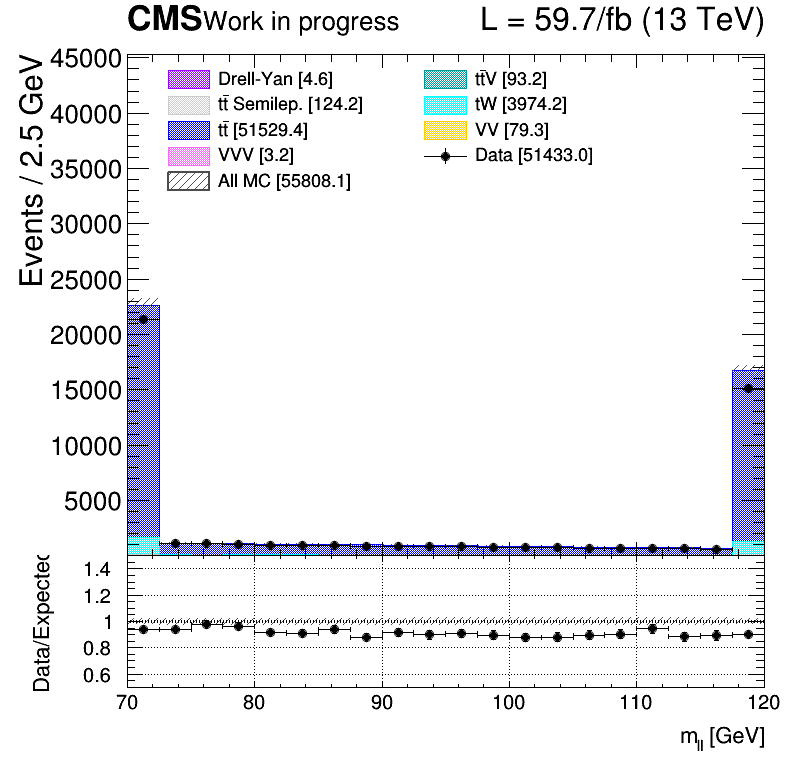 CMS Work in progress L = 59.7/fb (13 TeV)
Events / 2.5 GeV
45000
40000
35000
30000
25000
20000
15000
10000
5000
Drell-Yan [4.6]
tt̄ Semilep. [124.2]
tt̄ [51529.4]
VVV [3.2]
All MC [55808.1]
tt̄V [93.2]
tW [3974.2]
VV [79.3]
Data [51433.0]
Data/Expected
1.4
1.2
1
0.8
0.6
70 80 90 100 110 120
m_ll [GeV]